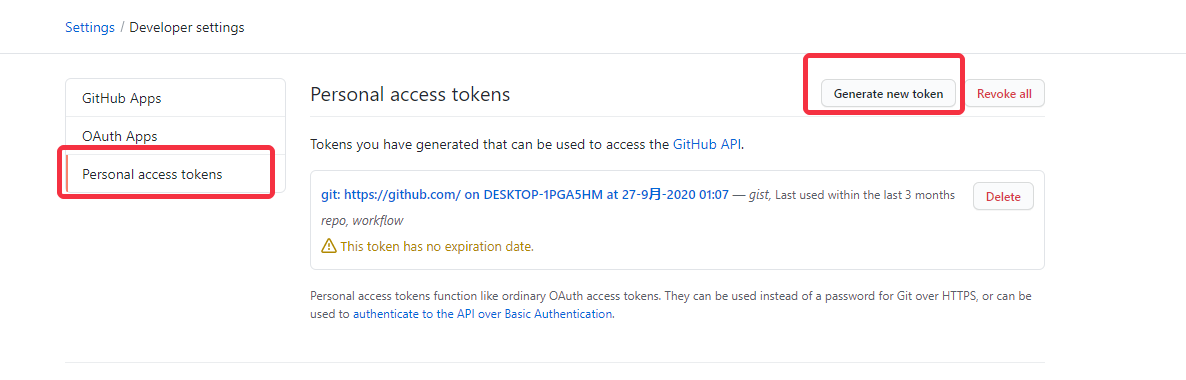 Settings / Developer settings
GitHub Apps
OAuth Apps
Personal access tokens
Personal access tokens
Generate new token
Revoke all
Tokens you have generated that can be used to access the GitHub API.
git: https://github.com/ on DESKTOP-1PGA5HM at 27-9月-2020 01:07 — gist, Last used within the last 3 months
Delete
repo, workflow
This token has no expiration date.
Personal access tokens function like ordinary OAuth access tokens. They can be used instead of a password for Git over HTTPS, or can be
used to authenticate to the API over Basic Authentication.